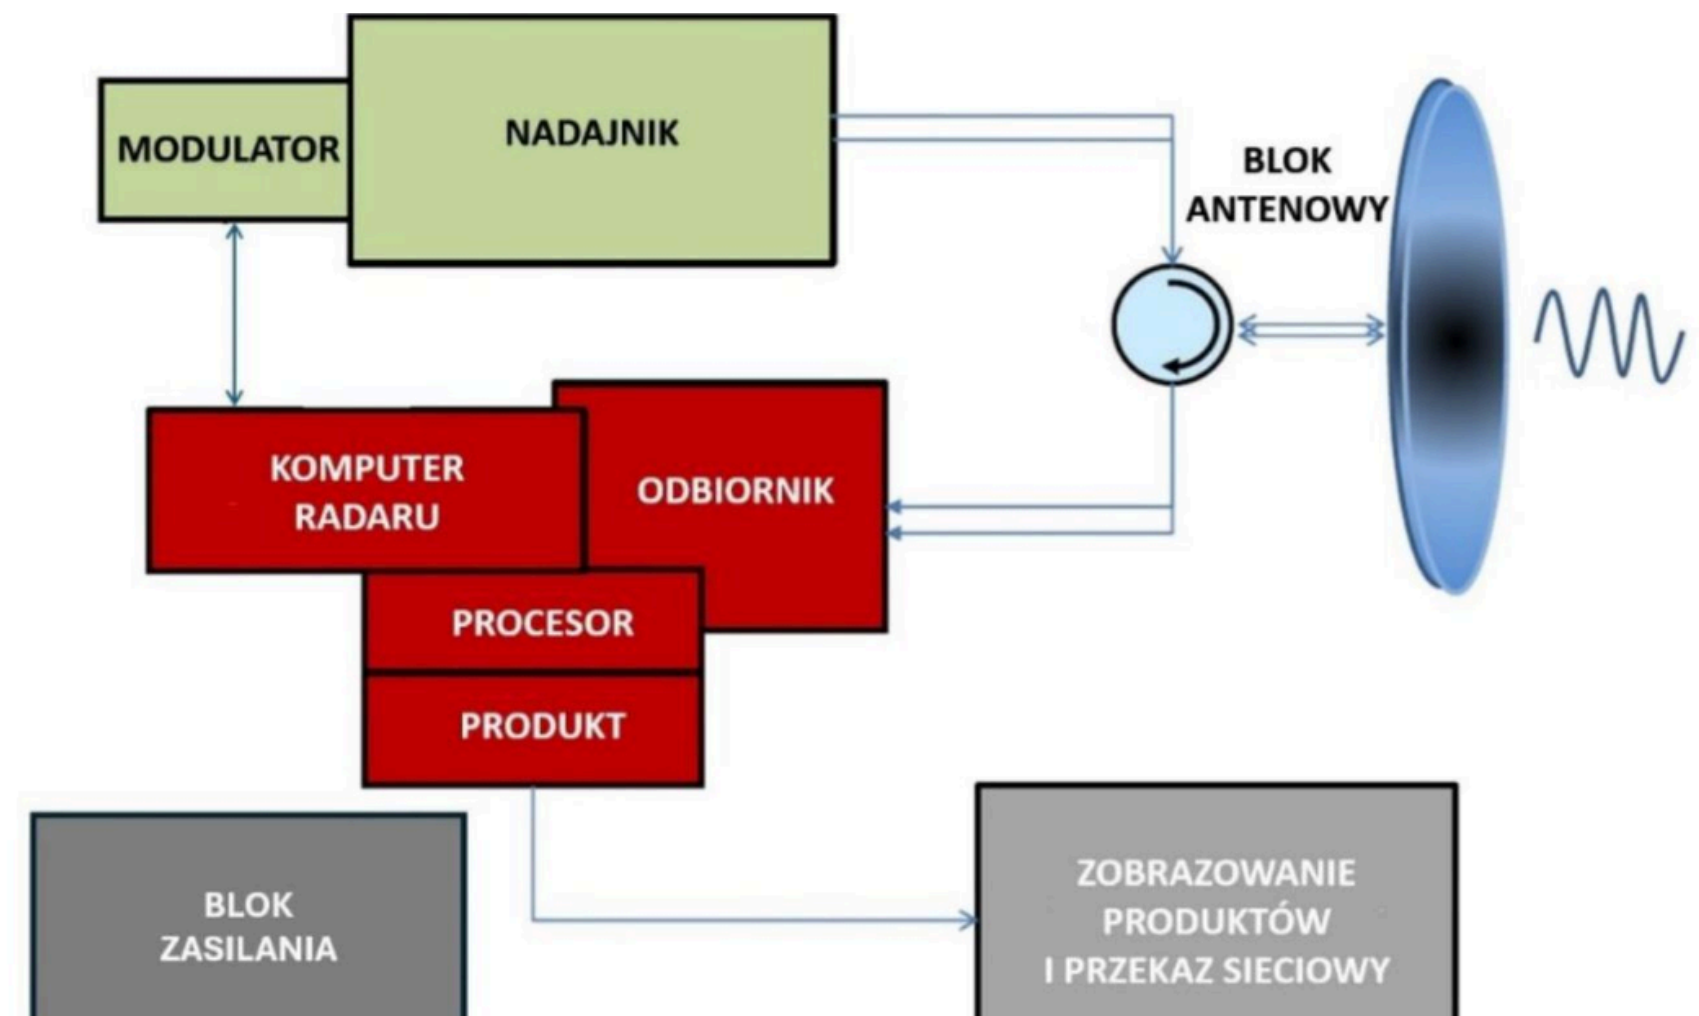 MODULATOR
NADAJNIK
BLOK
ANTENOWY
KOMPUTER
RADARU
ODBIORNIK
PROCESOR
PRODUKT
BLOK
ZASILANIA
ZOBRAZOWANIE
PRODUKTÓW
I PRZEKAZ SIECIOWY